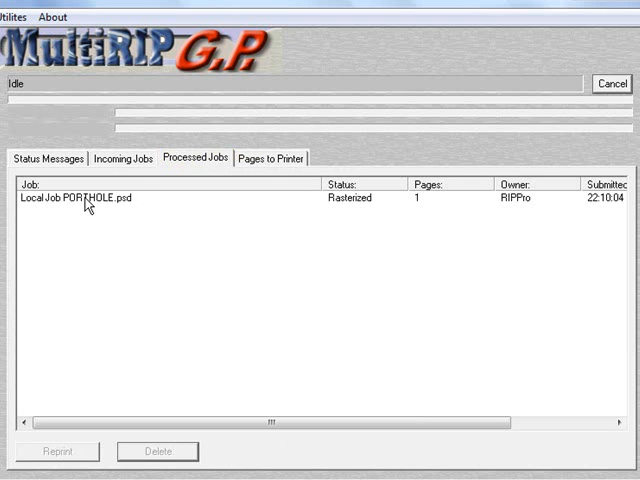 Utilites About
MultiRIP G.P.
Idle
Cancel
Status Messages Incoming Jobs Processed Jobs Pages to Printer
Job: Status: Pages: Owner: Submitted
Local Job PORTHOLE.psd Rasterized 1 RIPPro 22:10:04
Reprint Delete